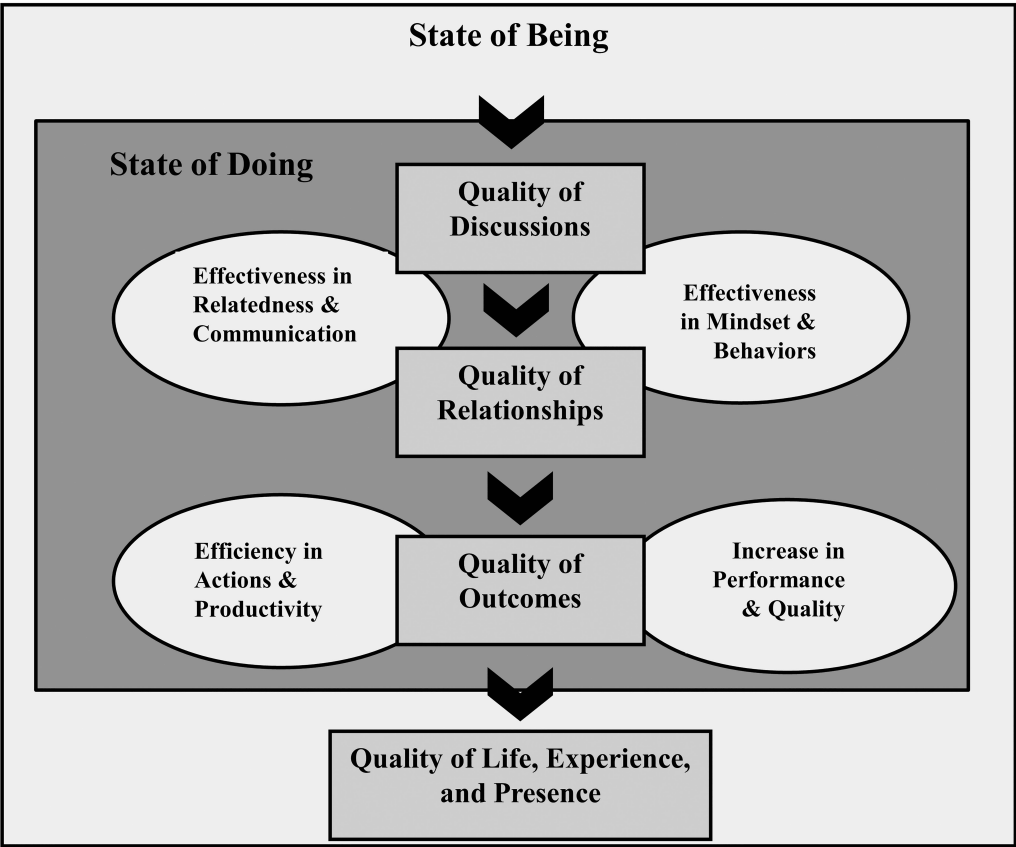 State of Being
State of Doing
Quality of
Discussions
Effectiveness in
Relatedness &
Communication
Effectiveness
in Mindset &
Behaviors
Quality of
Relationships
Efficiency in
Actions &
Productivity
Quality of
Outcomes
Increase in
Performance
& Quality
Quality of Life, Experience,
and Presence